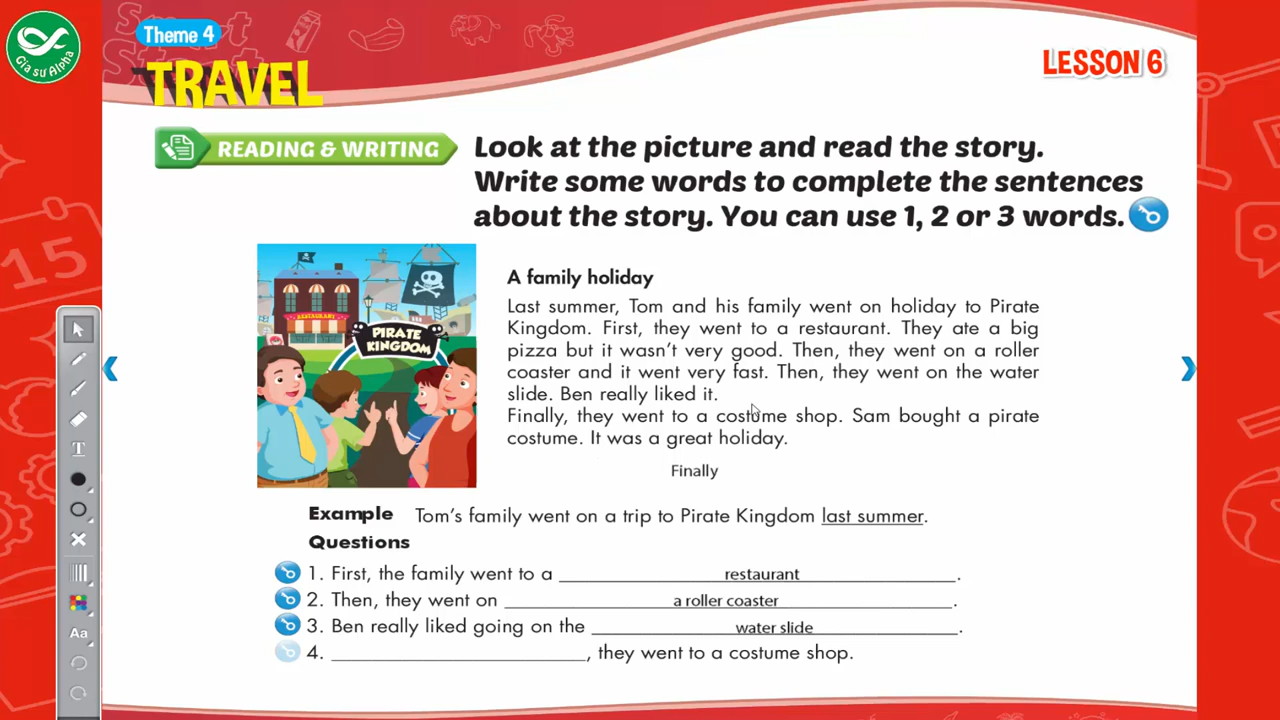 Gia sư Alpha
Theme 4
TRAVEL
LESSON 6
READING & WRITING
Look at the picture and read the story.
Write some words to complete the sentences
about the story. You can use 1, 2 or 3 words.
RESTAURANT
PIRATE
KINGDOM
A family holiday
Last summer, Tom and his family went on holiday to Pirate
Kingdom. First, they went to a restaurant. They ate a big
pizza but it wasn't very good. Then, they went on a roller
coaster and it went very fast. Then, they went on the water
slide. Ben really liked it.
Finally, they went to a costume shop. Sam bought a pirate
costume. It was a great holiday.
Finally
Example Tom's family went on a trip to Pirate Kingdom last summer.
Questions
1. First, the family went to a restaurant.
2. Then, they went on a roller coaster.
3. Ben really liked going on the water slide.
4. ____________________, they went to a costume shop.
T
Aa
15